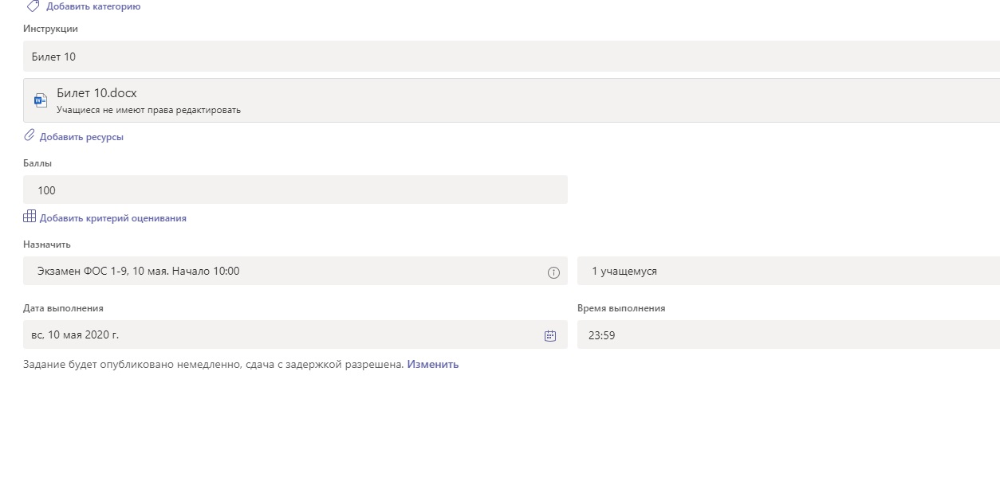 Добавить категорию
Инструкции
Билет 10
Билет 10.docx
Учащиеся не имеют права редактировать
Добавить ресурсы
Баллы
100
Добавить критерий оценивания
Назначить
Экзамен ФОС 1-9, 10 мая. Начало 10:00
1 учащемуся
Дата выполнения
Время выполнения
вс, 10 мая 2020 г.
23:59
Задание будет опубликовано немедленно, сдача с задержкой разрешена. Изменить